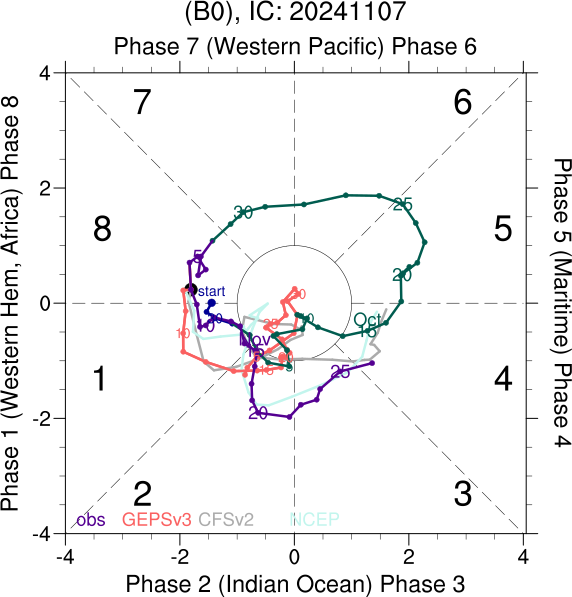 (B0), IC: 20241107
Phase 7 (Western Pacific) Phase 6
4
7
6
2
30
25
8
5
5
20
start
0
10
Oct
15
Nov
1
25
4
-2
20
2
3
obs GEPSv3 CFSv2 NCEP
-4
-4 -2 0 2 4
Phase 2 (Indian Ocean) Phase 3
Phase 1 (Western Hem, Africa) Phase 8
Phase 5 (Maritime) Phase 4